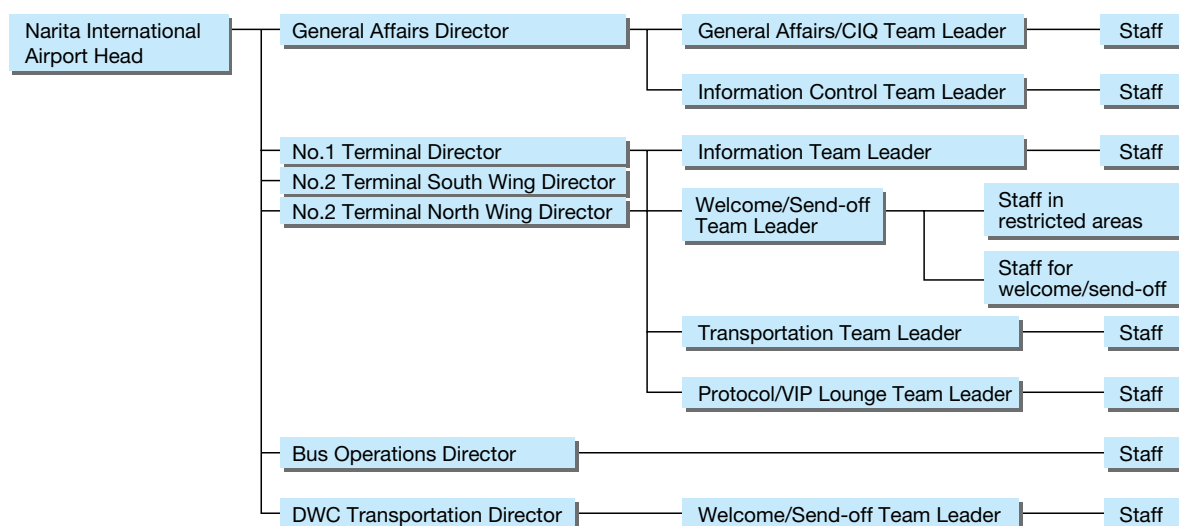 Narita International
Airport Head
General Affairs Director
General Affairs/CIQ Team Leader
Staff
Information Control Team Leader
Staff
No.1 Terminal Director
Information Team Leader
Staff
No.2 Terminal South Wing Director
No.2 Terminal North Wing Director
Welcome/Send-off
Team Leader
Staff in
restricted areas
Staff for
welcome/send-off
Transportation Team Leader
Staff
Protocol/VIP Lounge Team Leader
Staff
Bus Operations Director
Staff
DWC Transportation Director
Welcome/Send-off Team Leader
Staff